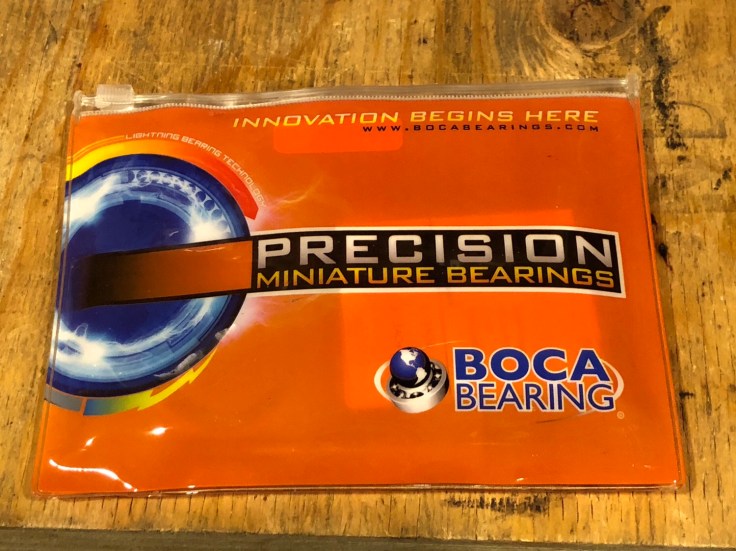 INNOVATION BEGINS HERE
WWW.BOCABEARINGS.COM
LIGHTNING BEARING TECHNOLOGY
PRECISION
MINIATURE BEARINGS
BOCA
BEARING
®